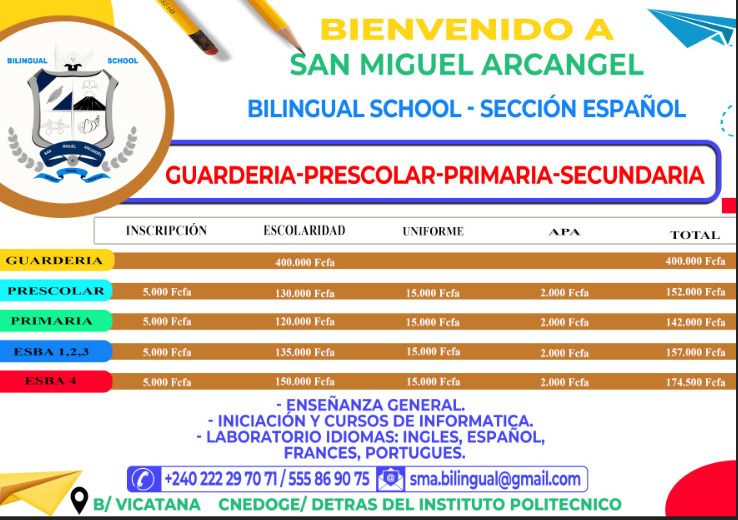 BIENVENIDO A
SAN MIGUEL ARCANGEL
BILINGUAL SCHOOL
BILINGUAL SCHOOL - SECCIÓN ESPAÑOL
SAN MIGUEL ARCANGEL
GUARDERIA-PRESCOLAR-PRIMARIA-SECUNDARIA
INSCRIPCIÓN ESCOLARIDAD UNIFORME APA TOTAL
GUARDERIA 400.000 Fcfa 400.000 Fcfa
PRESCOLAR 5.000 Fcfa 130.000 Fcfa 15.000 Fcfa 2.000 Fcfa 152.000 Fcfa
PRIMARIA 5.000 Fcfa 120.000 Fcfa 15.000 Fcfa 2.000 Fcfa 142.000 Fcfa
ESBA 1,2,3 5.000 Fcfa 135.000 Fcfa 15.000 Fcfa 2.000 Fcfa 157.000 Fcfa
ESBA 4 5.000 Fcfa 150.000 Fcfa 15.000 Fcfa 2.000 Fcfa 174.500 Fcfa
- ENSEÑANZA GENERAL.
- INICIACIÓN Y CURSOS DE INFORMATICA.
- LABORATORIO IDIOMAS: INGLES, ESPAÑOL,
FRANCES, PORTUGUES.
+240 222 29 70 71 / 555 86 90 75 sma.bilingual@gmail.com
B/ VICATANA CNEDOGE/ DETRAS DEL INSTITUTO POLITECNICO